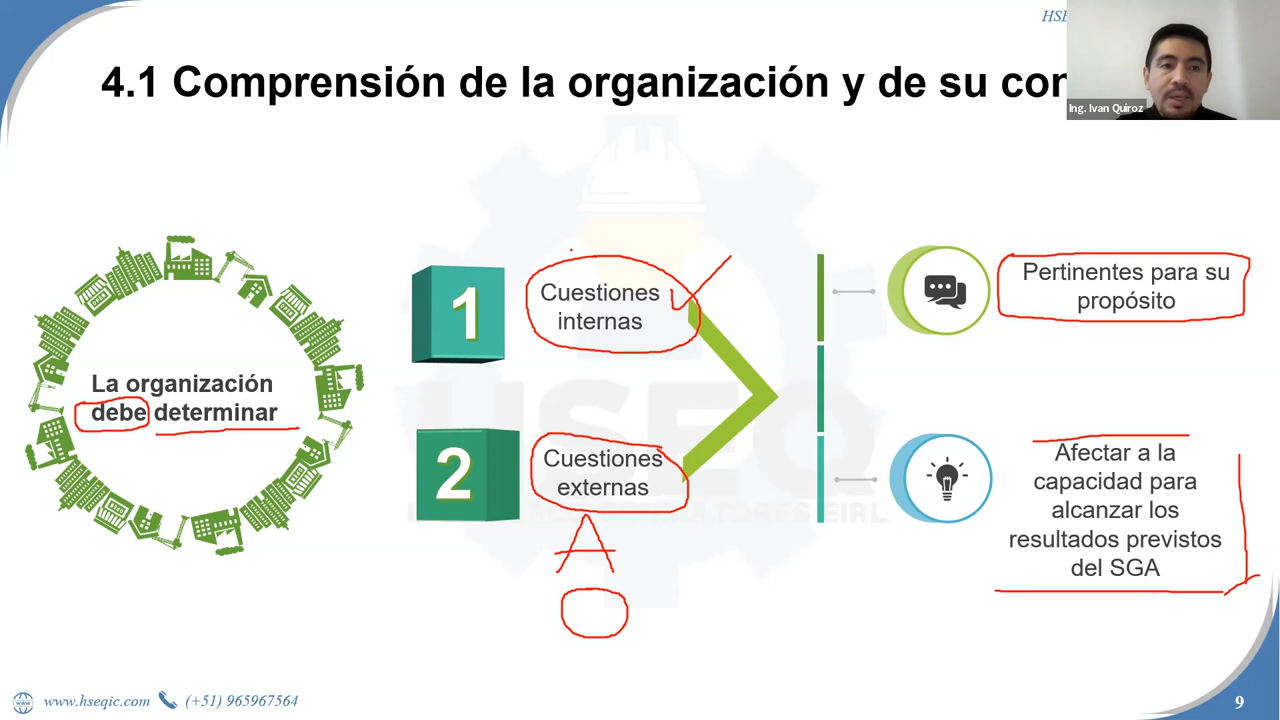 HSE
4.1 Comprensión de la organización y de su con
Ing. Ivan Quiroz
La organización
debe determinar
1
Cuestiones
internas
2
Cuestiones
externas
A
O
Pertinentes para su
propósito
Afectar a la
capacidad para
alcanzar los
resultados previstos
del SGA
HSEQ
www.hseqic.com
(+51) 965967564
9